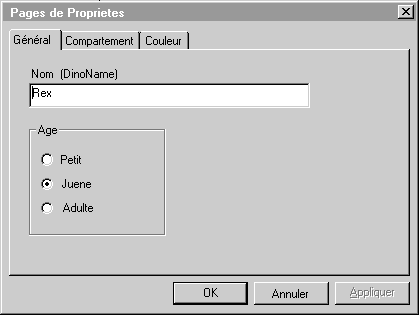 Pages de Proprietes
Général Compartement Couleur
Nom (DinoName)
Rex
Age
Petit
Juene
Adulte
OK Annuler Appliquer